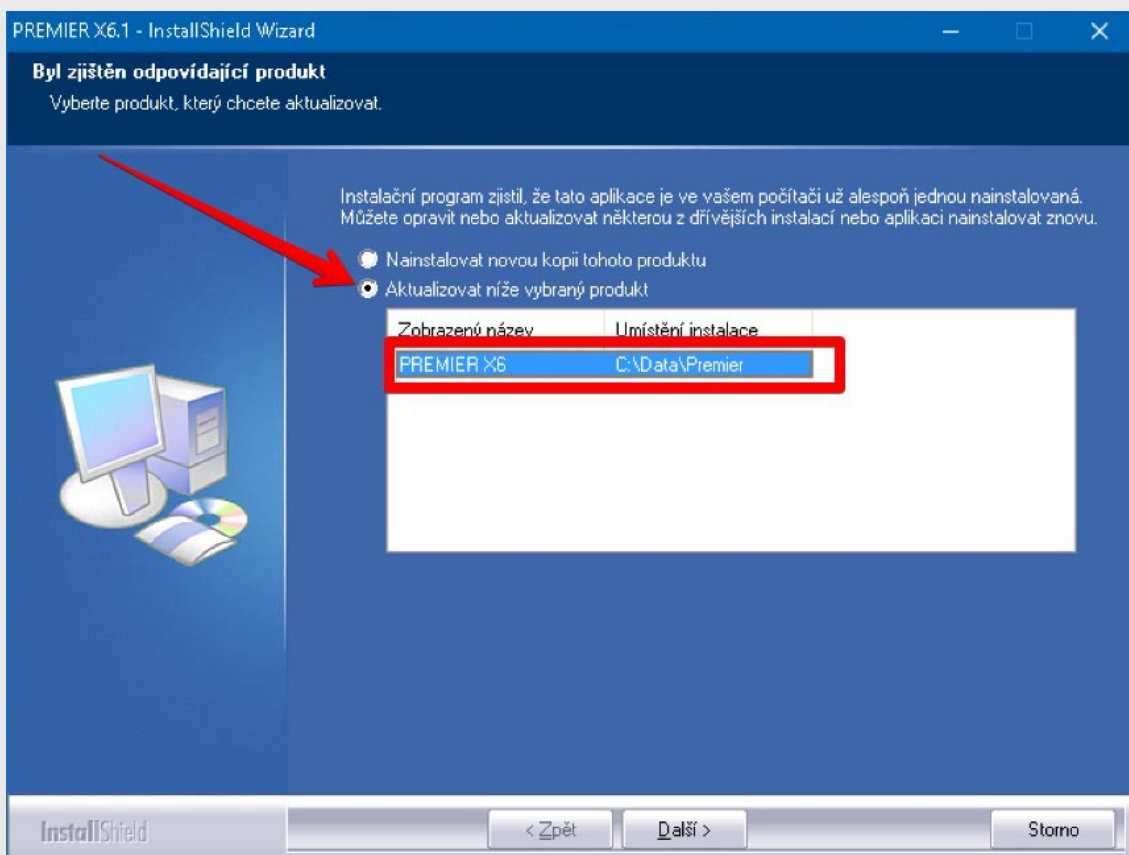 PREMIER X6.1 - InstallShield Wizard
Byl zjištěn odpovídající produkt
Vyberte produkt, který chcete aktualizovat.
Instalační program zjistil, že tato aplikace je ve vašem počítači už alespoň jednou nainstalovaná.
Můžete opravit nebo aktualizovat některou z dřívějších instalací nebo aplikaci nainstalovat znovu.
Nainstalovat novou kopii tohoto produktu
Aktualizovat níže vybraný produkt
Zobrazený název Umístění instalace
PREMIER X6 C:\Data\Premier
InstallShield
< Zpět Další > Storno